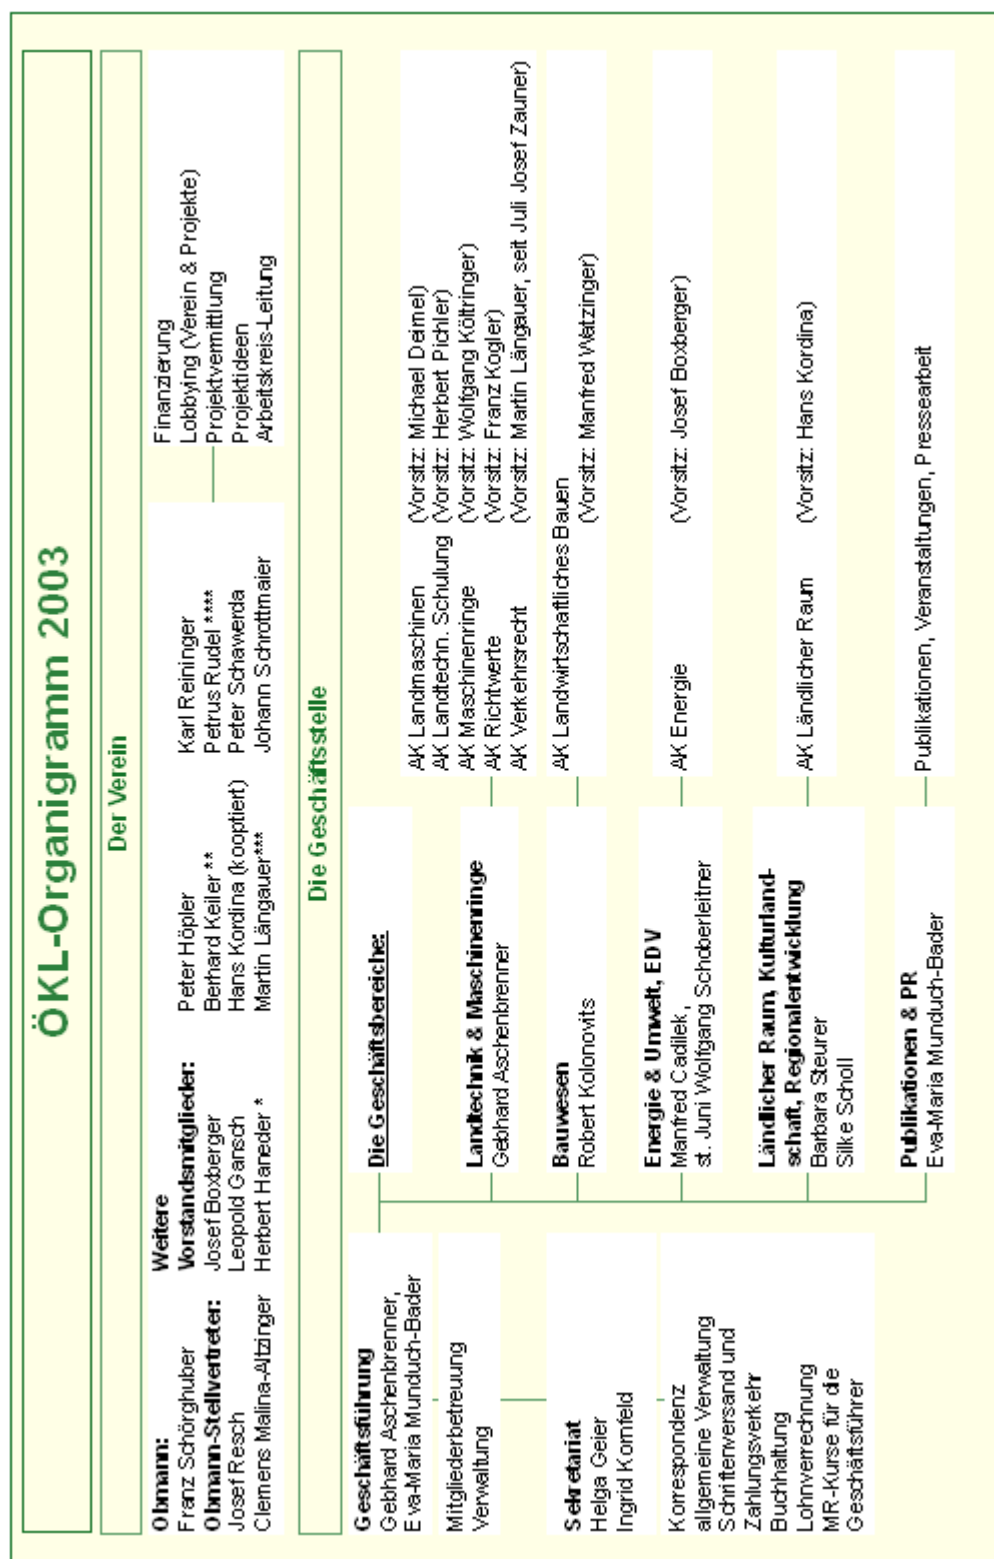 ÖKL-Organigramm 2003
Der Verein
Obmann:
Franz Schörghuber
Obmann-Stellvertreter:
Josef Resch
Clemens Malina-Altzinger
Weitere
Vorstandsmitglieder:
Josef Boxberger
Leopold Gansch
Herbert Haneder *
Peter Höpler
Berhard Keiler **
Hans Kordina (kooptiert)
Martin Längauer***
Karl Reininger
Petrus Rudel ****
Peter Schawerda
Johann Schrottmaier
Finanzierung
Lobbying (Verein & Projekte)
Projektvermittlung
Projektideen
Arbeitskreis-Leitung
Die Geschäftsstelle
Geschäftsführung
Gebhard Aschenbrenner,
Eva-Maria Munduch-Bader
Mitgliederbetreuung
Verwaltung
Sekretariat
Helga Geier
Ingrid Kornfeld
Korrespondenz
allgemeine Verwaltung
Schriftenversand und
Zahlungsverkehr
Buchhaltung
Lohnverrechnung
MR-Kurse für die
Geschäftsführer
Die Geschäftsbereiche:
Landtechnik & Maschinenringe
Gebhard Aschenbrenner
AK Landmaschinen (Vorsitz: Michael Deimel)
AK Landtechn. Schulung (Vorsitz: Herbert Pichler)
AK Maschinenringe (Vorsitz: Wolfgang Költringer)
AK Richtwerte (Vorsitz: Franz Kogler)
AK Verkehrsrecht (Vorsitz: Martin Längauer, seit Juli Josef Zauner)
Bauwesen
Robert Kolonovits
AK Landwirtschaftliches Bauen
(Vorsitz: Manfred Watzinger)
Energie & Umwelt, EDV
Manfred Cadilek,
st. Juni Wolfgang Schoberleitner
AK Energie (Vorsitz: Josef Boxberger)
Ländlicher Raum, Kulturland-
schaft, Regionalentwicklung
Barbara Steurer
Silke Scholl
AK Ländlicher Raum (Vorsitz: Hans Kordina)
Publikationen & PR
Eva-Maria Munduch-Bader
Publikationen, Veranstaltungen, Pressearbeit